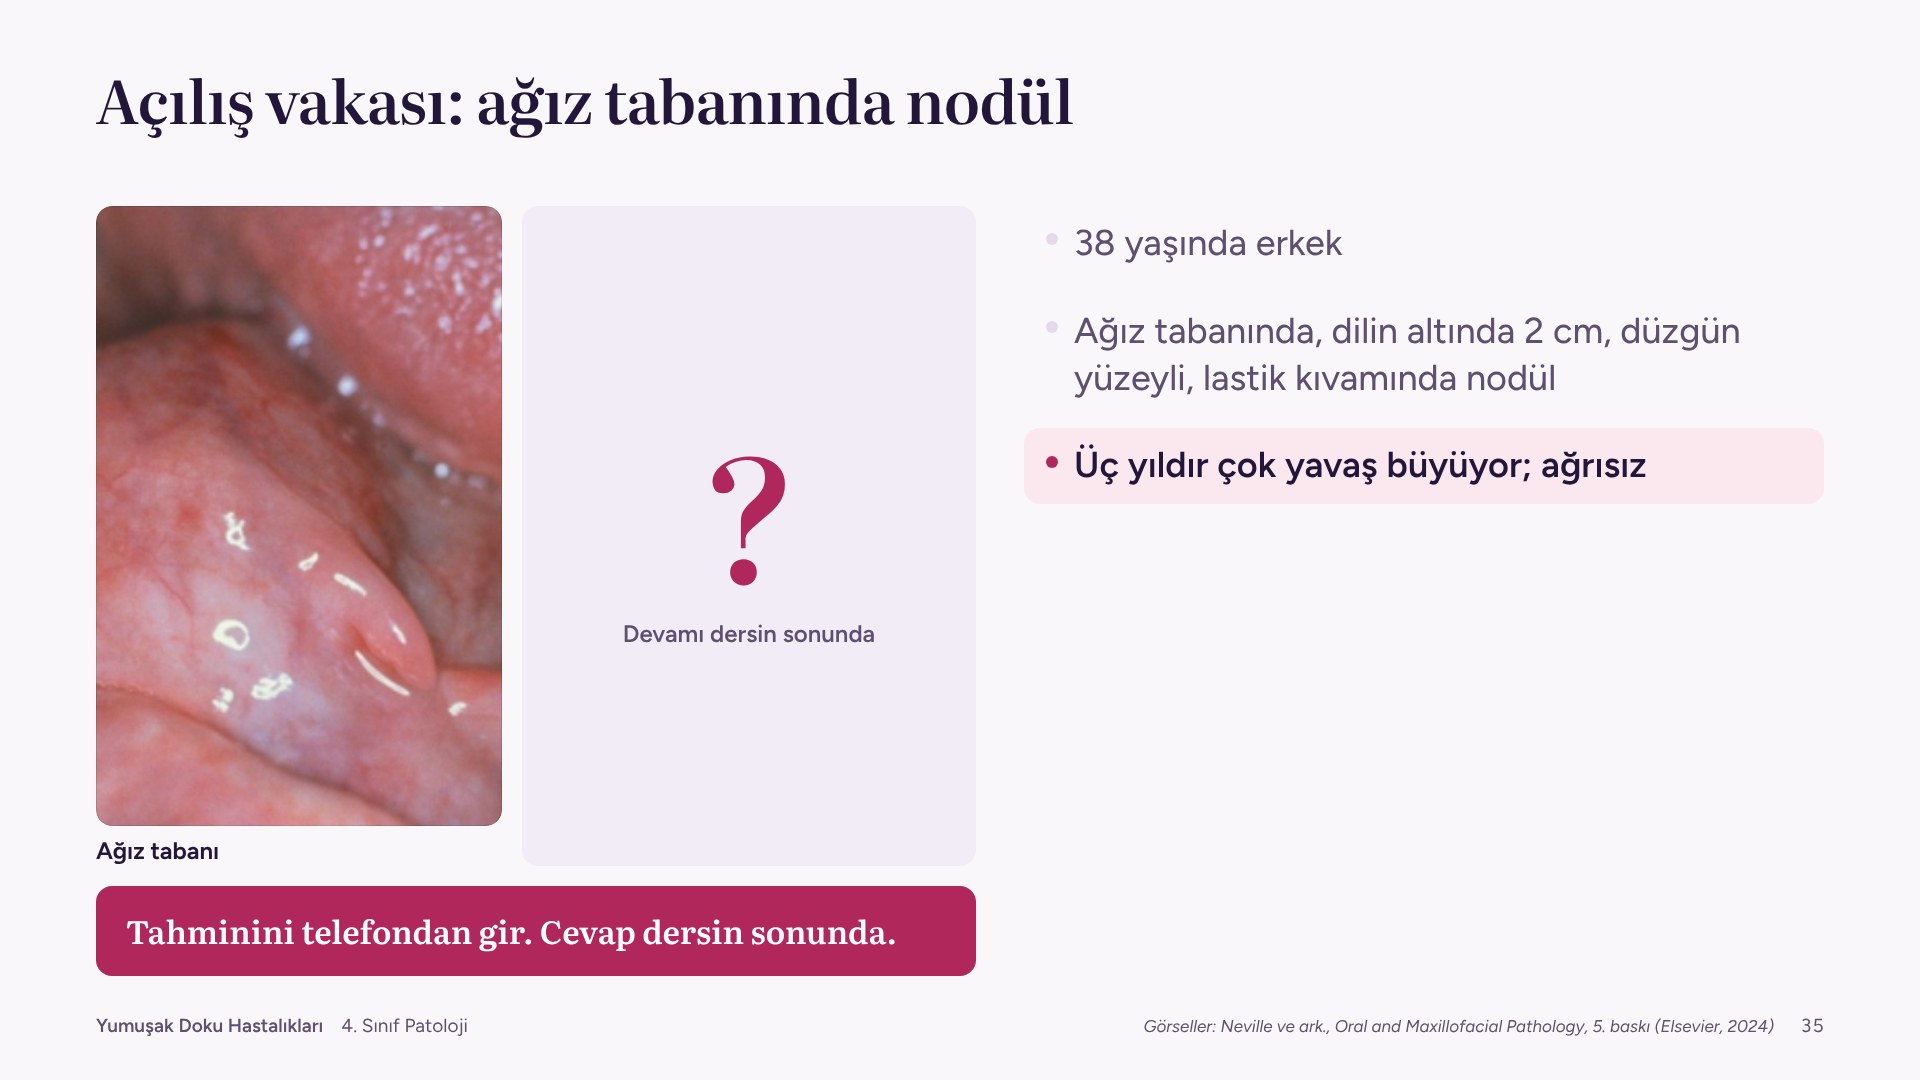 Açılış vakası: ağız tabanında nodül
Ağız tabanı
?
Devamı dersin sonunda
Tahminini telefondan gir. Cevap dersin sonunda.
38 yaşında erkek
Ağız tabanında, dilin altında 2 cm, düzgün
yüzeyli, lastik kıvamında nodül
Üç yıldır çok yavaş büyüyor; ağrısız
Yumuşak Doku Hastalıkları 4. Sınıf Patoloji
Görseller: Neville ve ark., Oral and Maxillofacial Pathology, 5. baskı (Elsevier, 2024) 35